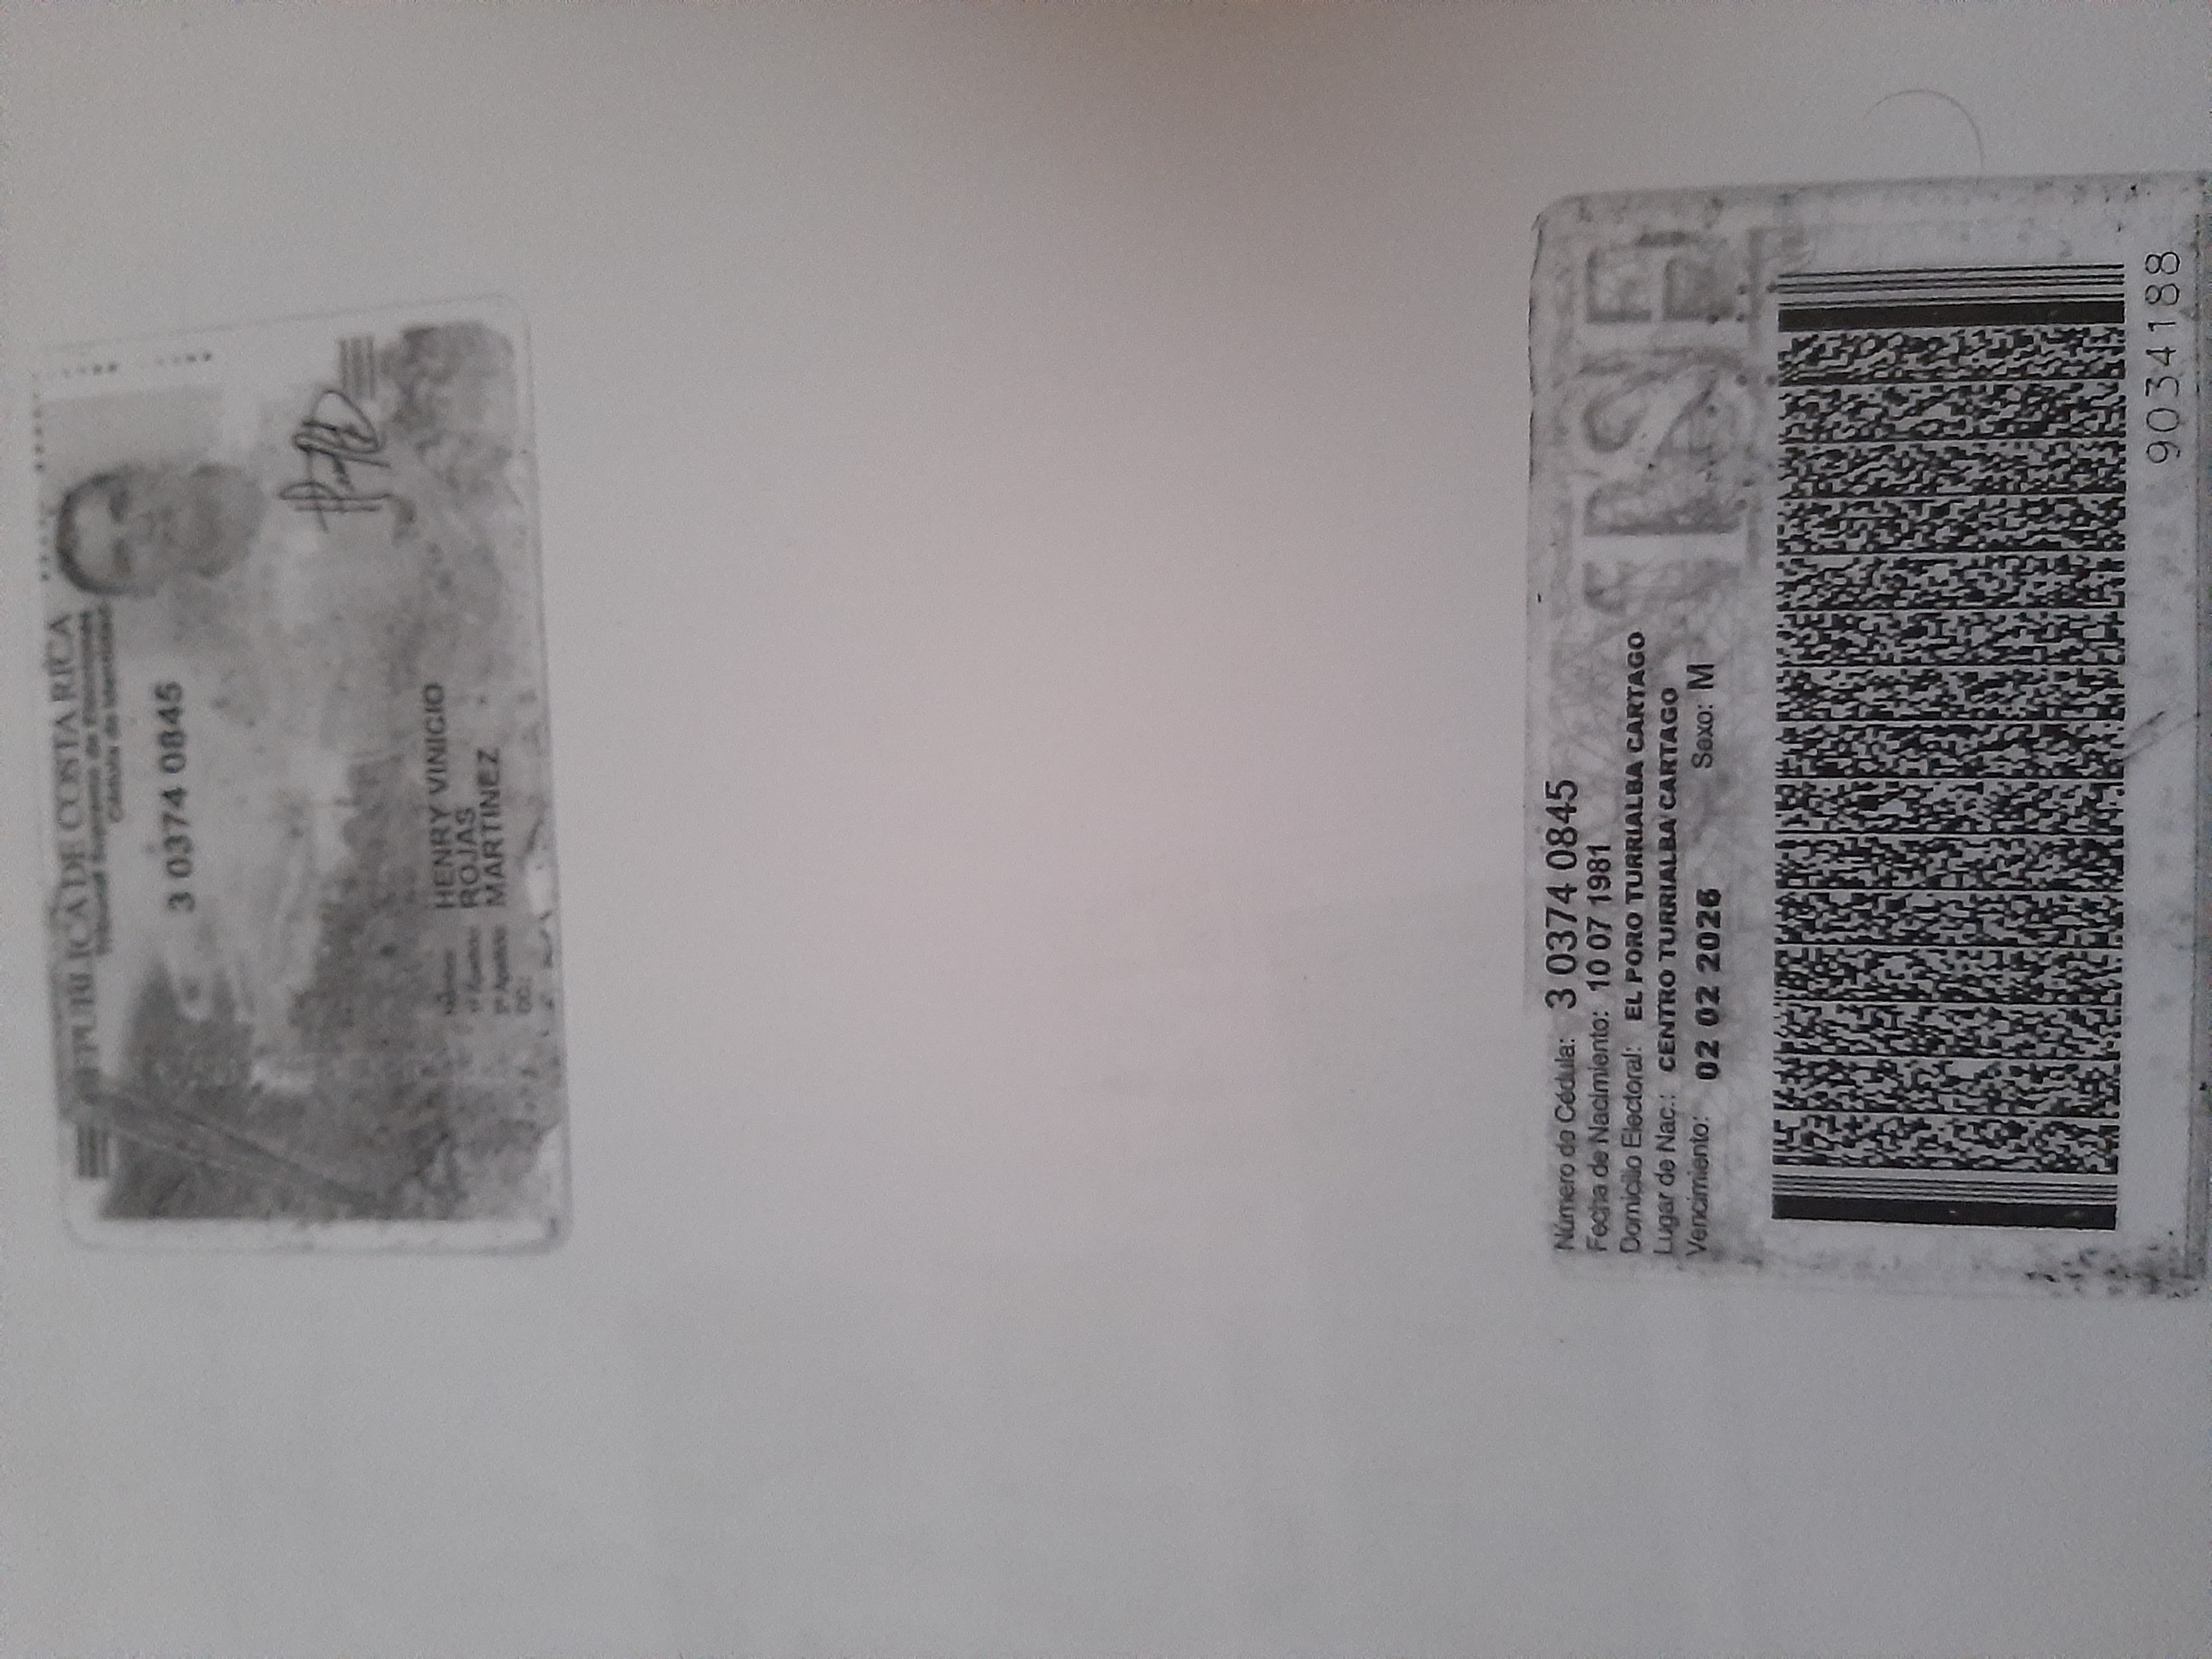 REPUBLICA DE COSTA RICA
Tribunal Supremo de Elecciones
Cédula de Identidad
3 0374 0845
Nombre: HENRY VINICIO
1º Apellido: ROJAS
2º Apellido: MARTINEZ
CC.:
Número de Cédula: 3 0374 0845
Fecha de Nacimiento: 10 07 1981
Domicilio Electoral: EL PORO TURRIALBA CARTAGO
Lugar de Nac.: CENTRO TURRIALBA CARTAGO
Vencimiento: 02 02 2026 Sexo: M
TSE
9034188